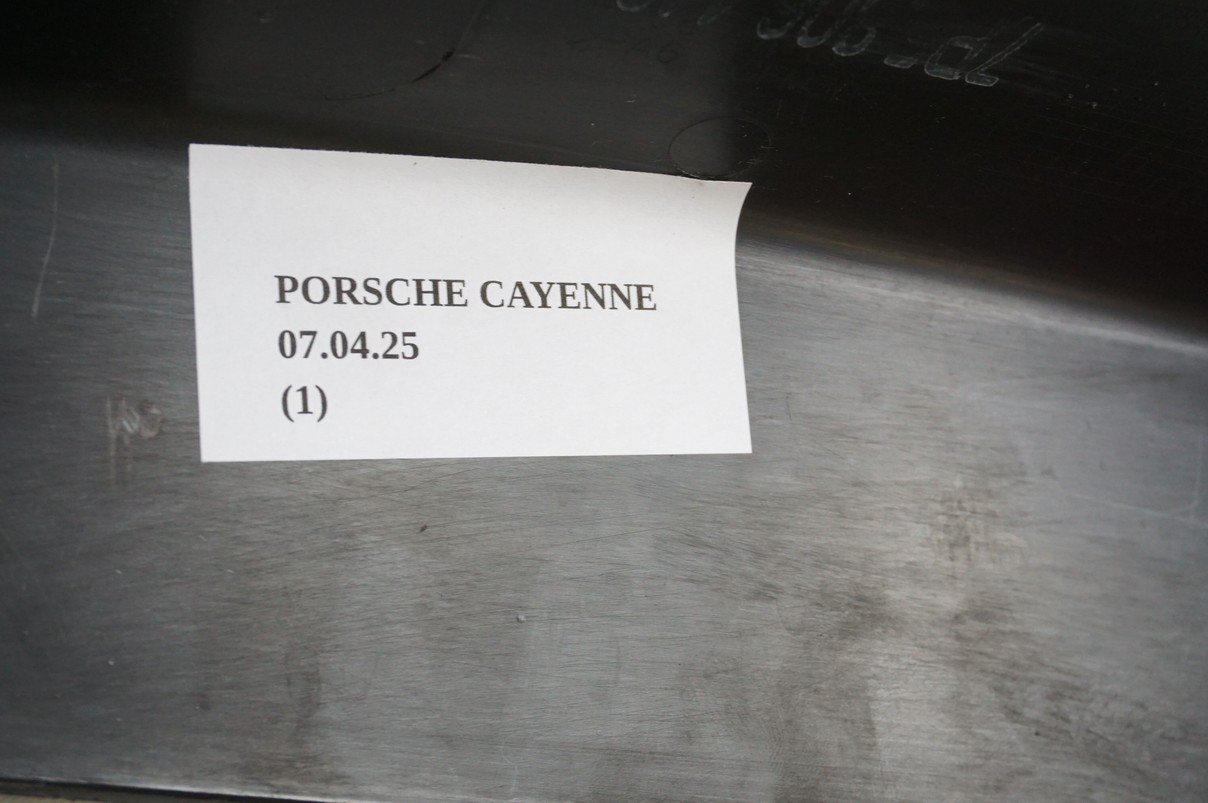 PORSCHE CAYENNE
07.04.25
(1)